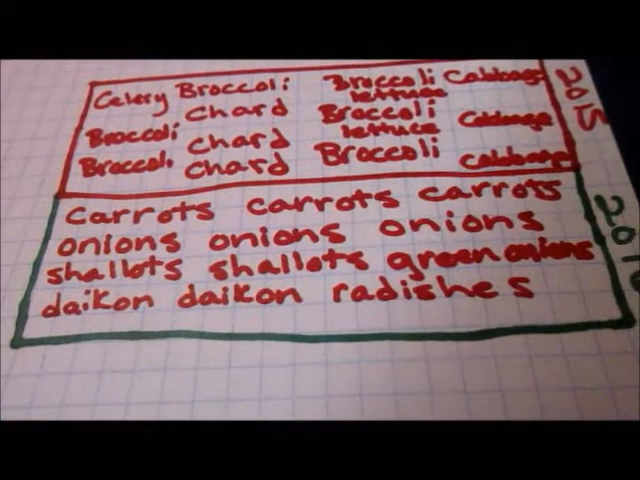 Celery Broccoli Broccoli Cabbage
chard lettuce
Broccoli Broccoli Cabbage
chard lettuce
Broccoli chard Broccoli Cabbage
2015
carrots carrots carrots
onions onions onions
shallots shallots green onions
daikon daikon radishes